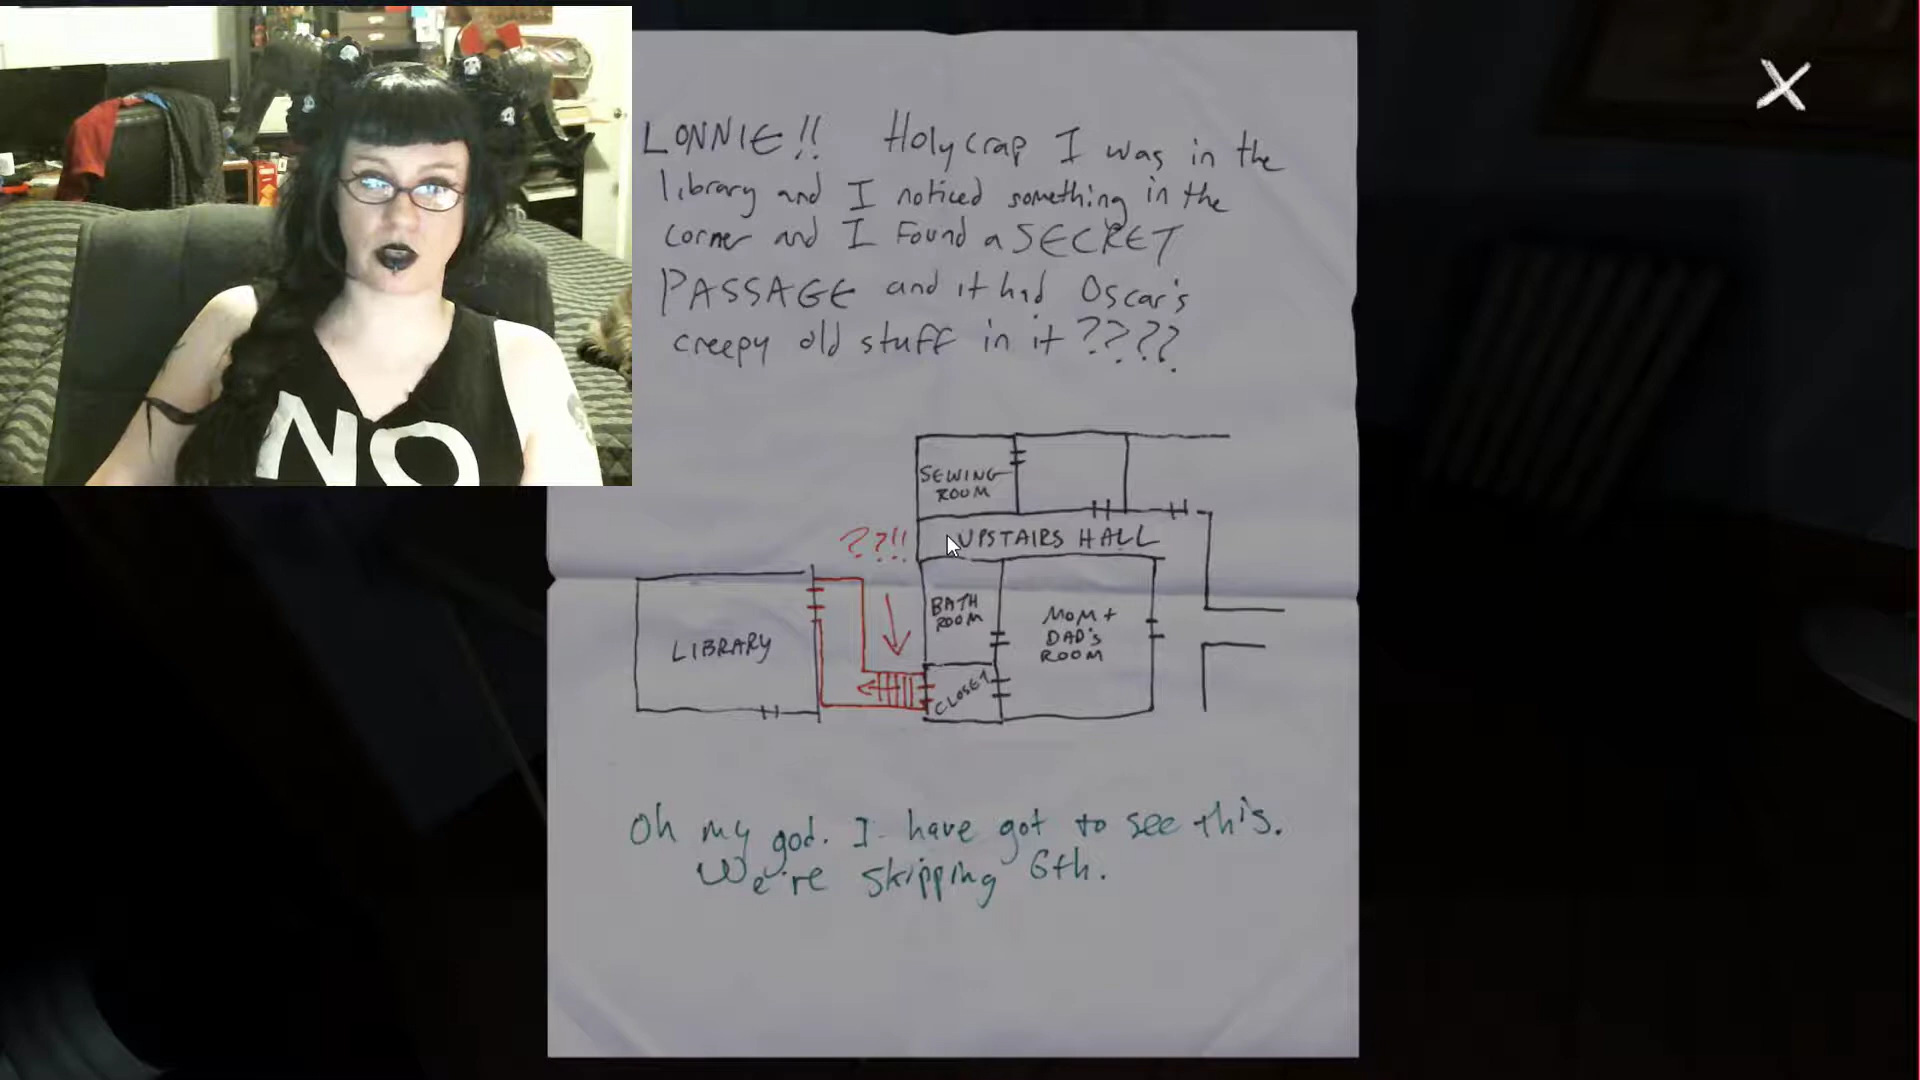 LONNIE!! Holy crap I was in the
library and I noticed something in the
corner and I found a SECRET
PASSAGE and it had Oscar's
creepy old stuff in it ????
NO
SEWING
ROOM
??!!
UPSTAIRS HALL
BATH
ROOM
MOM +
DAD'S
ROOM
LIBRARY
CLOSET
Oh my god. I have got to see this.
We're skipping 6th.